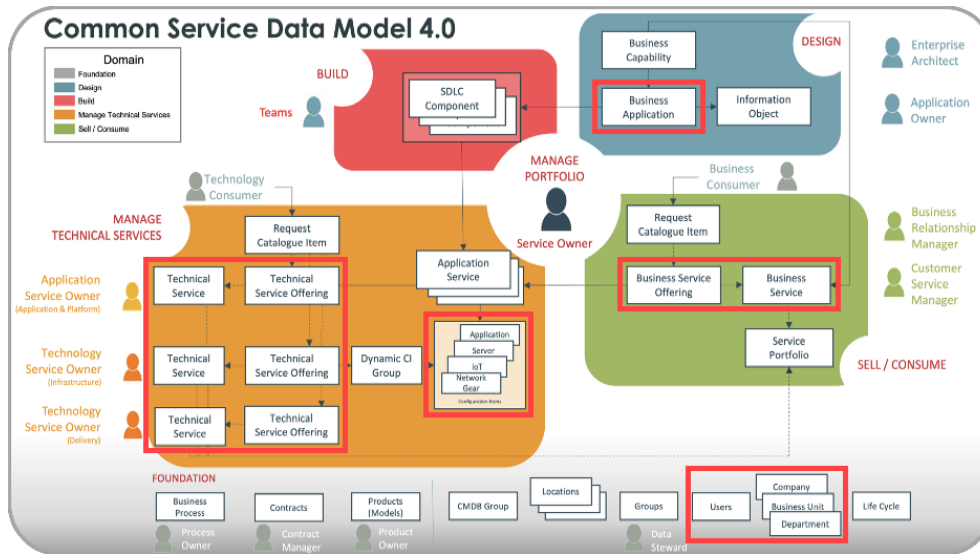 Common Service Data Model 4.0
Domain
Foundation
Design
Build
Manage Technical Services
Sell / Consume
BUILD
Teams
SDLC
Component
DESIGN
Business
Capability
Business
Application
Information
Object
Enterprise
Architect
Application
Owner
MANAGE
PORTFOLIO
Service Owner
Technology
Consumer
MANAGE
TECHNICAL SERVICES
Request
Catalogue Item
Application
Service Owner
(Application & Platform)
Technical
Service
Technical
Service Offering
Application
Service
Technology
Service Owner
(Infrastructure)
Technical
Service
Technical
Service Offering
Dynamic CI
Group
Application
Server
IoT
Network
Gear
Configuration Items
Technology
Service Owner
(Delivery)
Technical
Service
Technical
Service Offering
Business
Consumer
Request
Catalogue Item
Business Service
Offering
Business
Service
Service
Portfolio
SELL / CONSUME
Business
Relationship
Manager
Customer
Service
Manager
FOUNDATION
Business
Process
Contracts
Products
(Models)
CMDB Group
Locations
Groups
Users
Company
Business Unit
Department
Life Cycle
Process
Owner
Contract
Manager
Product
Owner
Data
Steward